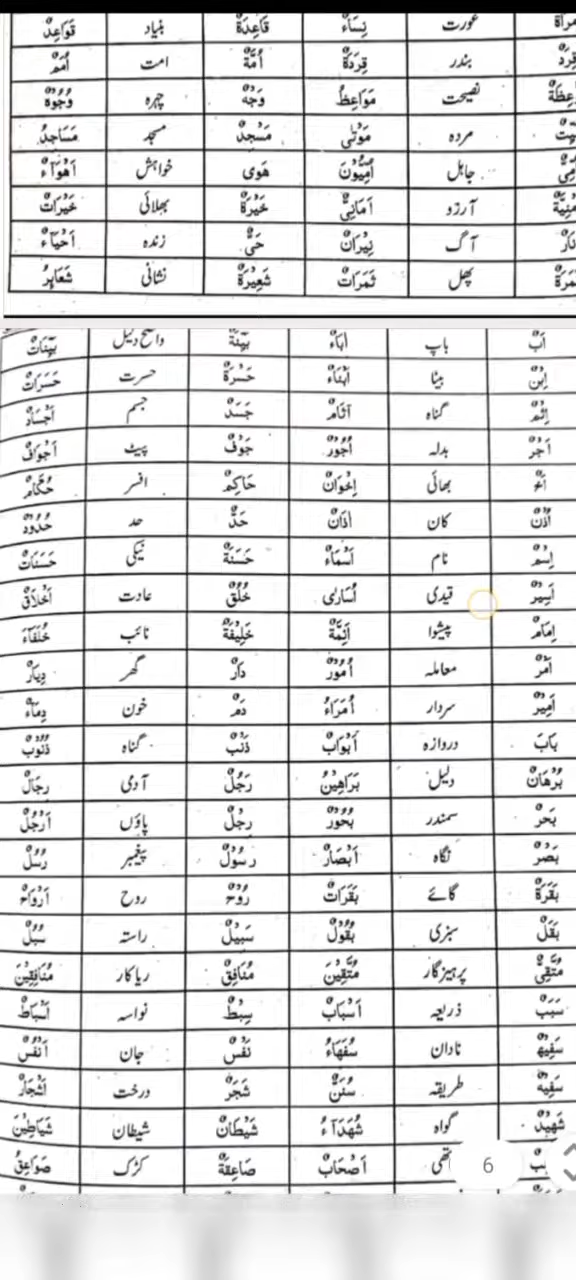 عورت نِسَاءٌ قَاعِدَةٌ بنیاد قَوَاعِدُ
قِرْدٌ بندر قِرَدَةٌ أُمَّةٌ امت أُمَمٌ
نصیحت مَوَاعِظُ وَجْهٌ چہرہ وُجُوْهٌ
مردہ مَوْتٰى مَسْجِدٌ مسجد مَسَاجِدُ
جاہل أُمِّيُّوْنَ هَوٰى خواہش أَهْوَآءٌ
آرزو أَمَانِيُّ خَيْرَةٌ بھلائی خَيْرَاتٌ
نَارٌ آگ نِيْرَانٌ حَيٌّ زندہ أَحْيَآءٌ
پھل ثَمَرَاتٌ شَعِيْرَةٌ نشانی شَعَايِرُ
أَبٌ باپ آبَاءٌ بَيِّنَةٌ واضح دلیل بَيِّنَاتٌ
اِبْنٌ بیٹا أَبْنَاءٌ حَسْرَةٌ حسرت حَسَرَاتٌ
اِثْمٌ گناہ آثَامٌ جَسَدٌ جسم أَجْسَادٌ
أَجْرٌ بدلہ أُجُوْرٌ جَوْفٌ پیٹ أَجْوَافٌ
أَخٌ بھائی إِخْوَانٌ حَاكِمٌ افسر حُكَّامٌ
أُذُنٌ کان آذَانٌ حَدٌّ حد حُدُوْدٌ
اِسْمٌ نام أَسْمَاءٌ حَسَنَةٌ نیکی حَسَنَاتٌ
أَسِيْرٌ قیدی أُسَارٰى خُلُقٌ عادت أَخْلَاقٌ
اِمَامٌ پیشوا أَئِمَّةٌ خَلِيْفَةٌ نائب خُلَفَاءُ
أَمْرٌ معاملہ أُمُوْرٌ دَارٌ گھر دِيَارٌ
أَمِيْرٌ سردار أُمَرَاءُ دَمٌ خون دِمَاءٌ
بَابٌ دروازہ أَبْوَابٌ ذَنْبٌ گناہ ذُنُوْبٌ
بُرْهَانٌ دلیل بَرَاهِيْنُ رَجُلٌ آدمی رِجَالٌ
بَحْرٌ سمندر بُحُوْرٌ رِجْلٌ پاؤں أَرْجُلٌ
بَصَرٌ نگاہ أَبْصَارٌ رَسُوْلٌ پیغمبر رُسُلٌ
بَقَرَةٌ گائے بَقَرَاتٌ رُوْحٌ روح أَرْوَاحٌ
بَقْلٌ سبزی بُقُوْلٌ سَبِيْلٌ راستہ سُبُلٌ
مُتَّقِيْ پرہیزگار مُتَّقِيْنَ مُنَافِقٌ ریاکار مُنَافِقِيْنَ
سَبَبٌ ذریعہ أَسْبَابٌ سِبْطٌ نواسہ أَسْبَاطٌ
سَفِيْهٌ نادان سُفَهَاءُ نَفْسٌ جان أَنْفُسٌ
طریقہ سُنَنٌ شَجَرٌ درخت أَشْجَارٌ
شَهِيْدٌ گواہ شُهَدَآءُ شَيْطَانٌ شیطان شَيَاطِيْنُ
أَصْحَابٌ صَاعِقَةٌ کڑک صَوَاعِقُ
6